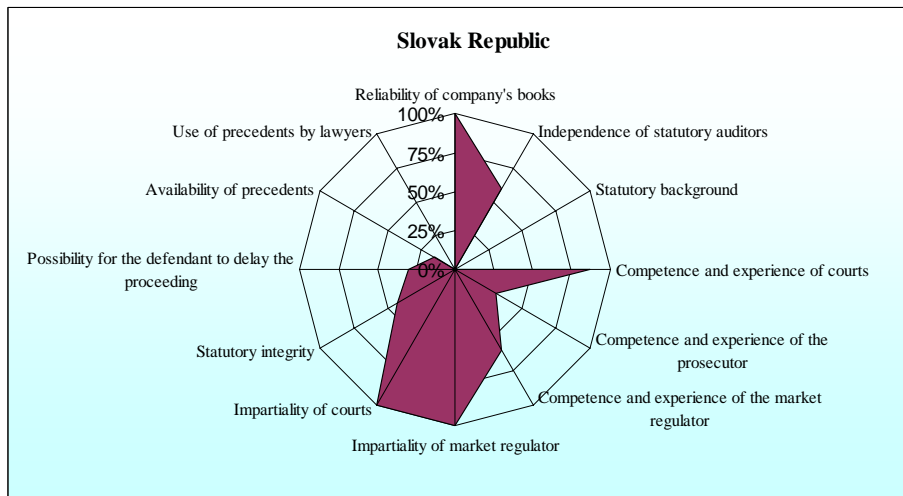 Slovak Republic
Reliability of company's books
100%
Use of precedents by lawyers
Independence of statutory auditors
75%
Availability of precedents
50%
Statutory background
25%
Possibility for the defendant to delay the
proceeding
0%
Competence and experience of courts
Statutory integrity
Competence and experience of the
prosecutor
Impartiality of courts
Competence and experience of the market
regulator
Impartiality of market regulator